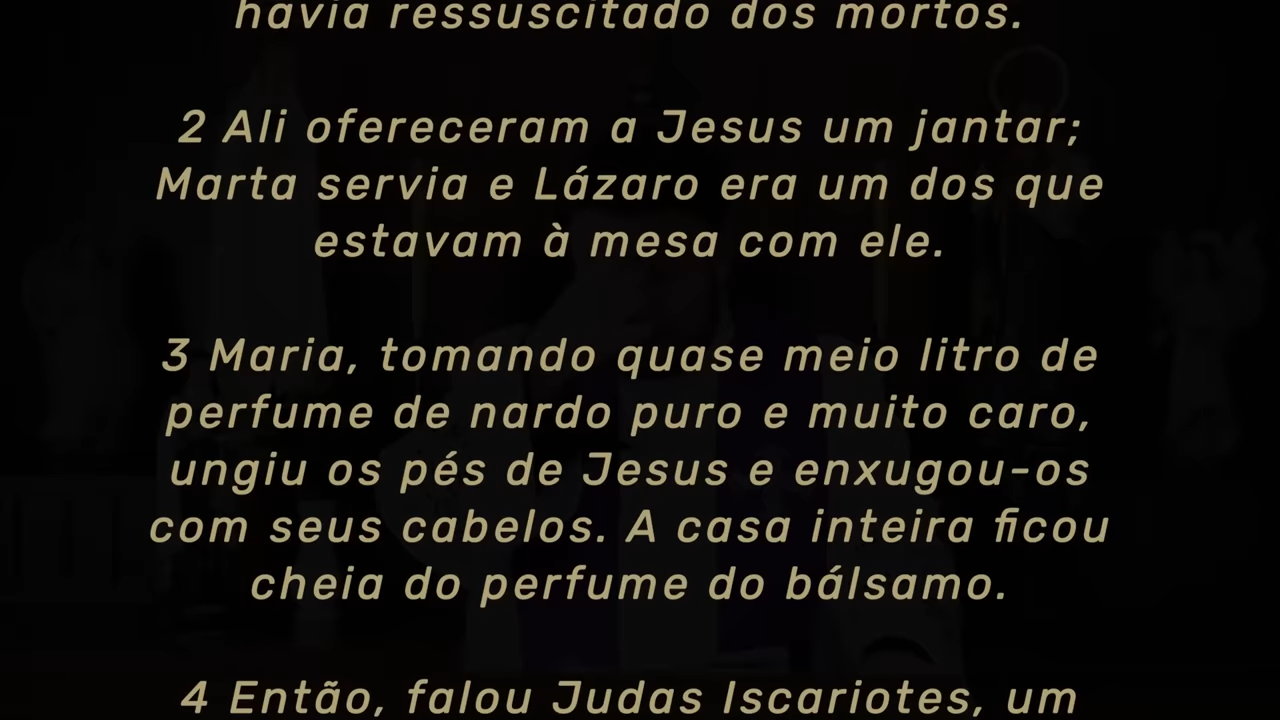 havia ressuscitado dos mortos.
2 Ali ofereceram a Jesus um jantar;
Marta servia e Lázaro era um dos que
estavam à mesa com ele.
3 Maria, tomando quase meio litro de
perfume de nardo puro e muito caro,
ungiu os pés de Jesus e enxugou-os
com seus cabelos. A casa inteira ficou
cheia do perfume do bálsamo.
4 Então, falou Judas Iscariotes, um